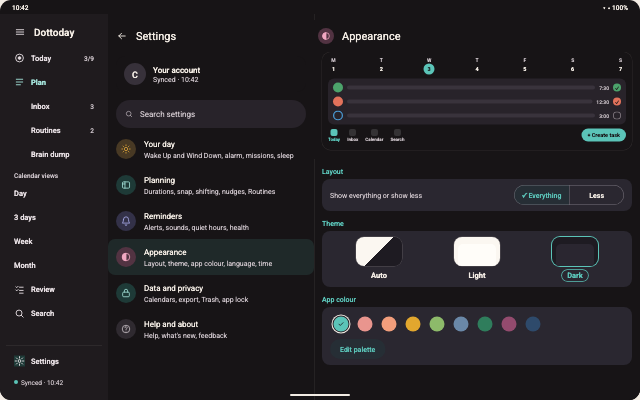 10:42
100%
Dottoday
Today 3/9
Plan
Inbox 3
Routines 2
Brain dump
Calendar views
Day
3 days
Week
Month
Review
Search
Settings
Synced · 10:42
Settings
C
Your account
Synced · 10:42
Search settings
Your day
Wake Up and Wind Down, alarm, missions, sleep
Planning
Durations, snap, shifting, nudges, Routines
Reminders
Alerts, sounds, quiet hours, health
Appearance
Layout, theme, app colour, language, time
Data and privacy
Calendars, export, Trash, app lock
Help and about
Help, what's new, feedback
Appearance
M T W T F S S
1 2 3 4 5 6 7
7:30
12:30
3:00
Today Inbox Calendar Search
+ Create task
Layout
Show everything or show less
Everything Less
Theme
Auto Light Dark
App colour
Edit palette